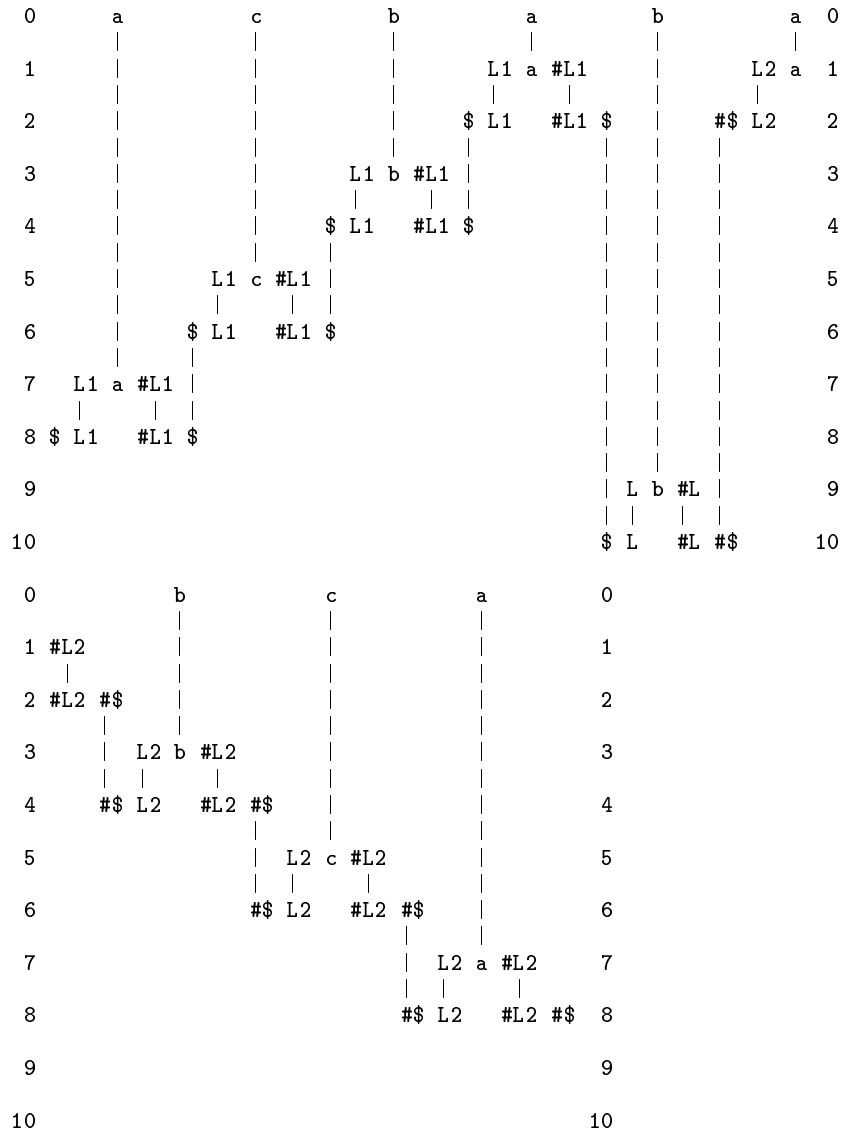 0 a c b a b a 0
1 L1 a #L1 L2 a 1
2 $ L1 #L1 $ #$ L2 2
3 L1 b #L1 3
4 $ L1 #L1 $ 4
5 L1 c #L1 5
6 $ L1 #L1 $ 6
7 L1 a #L1 7
8 $ L1 #L1 $ 8
9 L b #L 9
10 $ L #L #$ 10
0 b c a 0
1 #L2 1
2 #L2 #$ 2
3 L2 b #L2 3
4 #$ L2 #L2 #$ 4
5 L2 c #L2 5
6 #$ L2 #L2 #$ 6
7 L2 a #L2 7
8 #$ L2 #L2 #$ 8
9 9
10 10